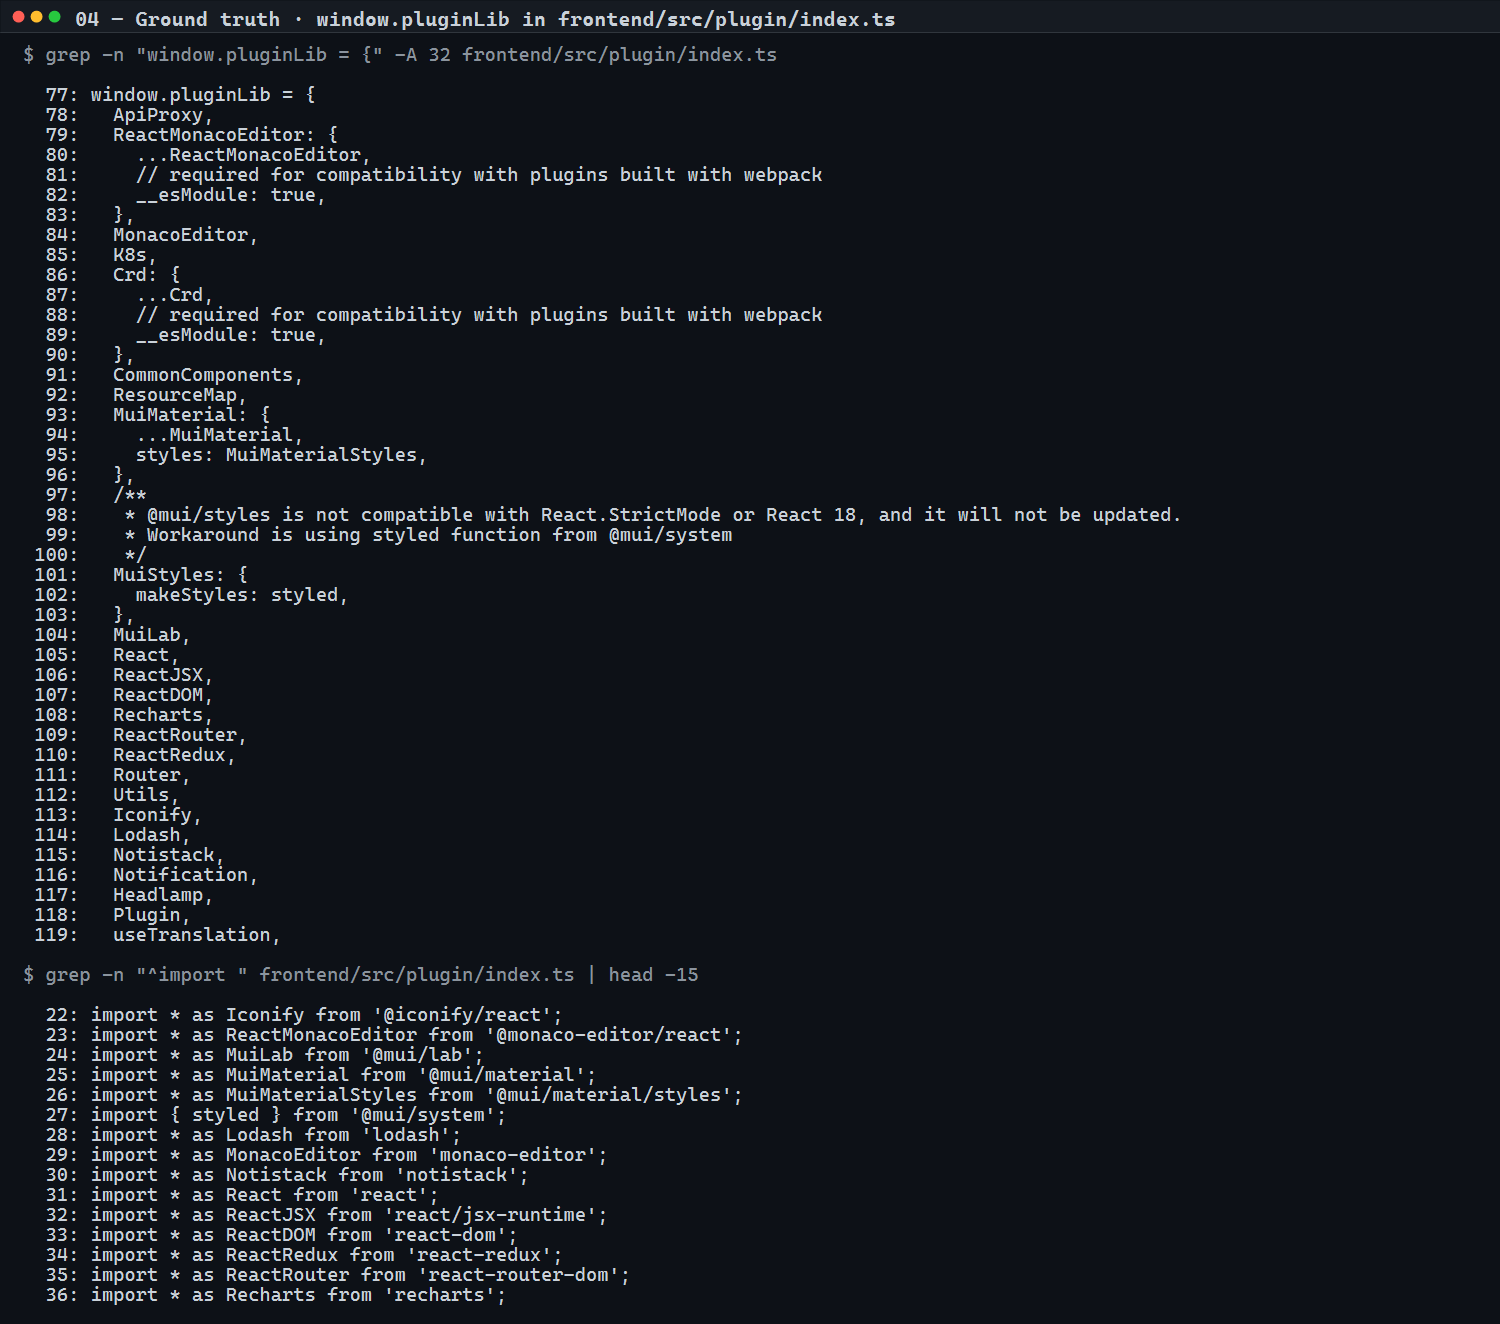 04 — Ground truth · window.pluginLib in frontend/src/plugin/index.ts
$ grep -n "window.pluginLib = {" -A 32 frontend/src/plugin/index.ts
77: window.pluginLib = {
78:   ApiProxy,
79:   ReactMonacoEditor: {
80:     ...ReactMonacoEditor,
81:     // required for compatibility with plugins built with webpack
82:     __esModule: true,
83:   },
84:   MonacoEditor,
85:   K8s,
86:   Crd: {
87:     ...Crd,
88:     // required for compatibility with plugins built with webpack
89:     __esModule: true,
90:   },
91:   CommonComponents,
92:   ResourceMap,
93:   MuiMaterial: {
94:     ...MuiMaterial,
95:     styles: MuiMaterialStyles,
96:   },
97:   /**
98:    * @mui/styles is not compatible with React.StrictMode or React 18, and it will not be updated.
99:    * Workaround is using styled function from @mui/system
100:    */
101:   MuiStyles: {
102:     makeStyles: styled,
103:   },
104:   MuiLab,
105:   React,
106:   ReactJSX,
107:   ReactDOM,
108:   Recharts,
109:   ReactRouter,
110:   ReactRedux,
111:   Router,
112:   Utils,
113:   Iconify,
114:   Lodash,
115:   Notistack,
116:   Notification,
117:   Headlamp,
118:   Plugin,
119:   useTranslation,
$ grep -n "^import " frontend/src/plugin/index.ts | head -15
22: import * as Iconify from '@iconify/react';
23: import * as ReactMonacoEditor from '@monaco-editor/react';
24: import * as MuiLab from '@mui/lab';
25: import * as MuiMaterial from '@mui/material';
26: import * as MuiMaterialStyles from '@mui/material/styles';
27: import { styled } from '@mui/system';
28: import * as Lodash from 'lodash';
29: import * as MonacoEditor from 'monaco-editor';
30: import * as Notistack from 'notistack';
31: import * as React from 'react';
32: import * as ReactJSX from 'react/jsx-runtime';
33: import * as ReactDOM from 'react-dom';
34: import * as ReactRedux from 'react-redux';
35: import * as ReactRouter from 'react-router-dom';
36: import * as Recharts from 'recharts';